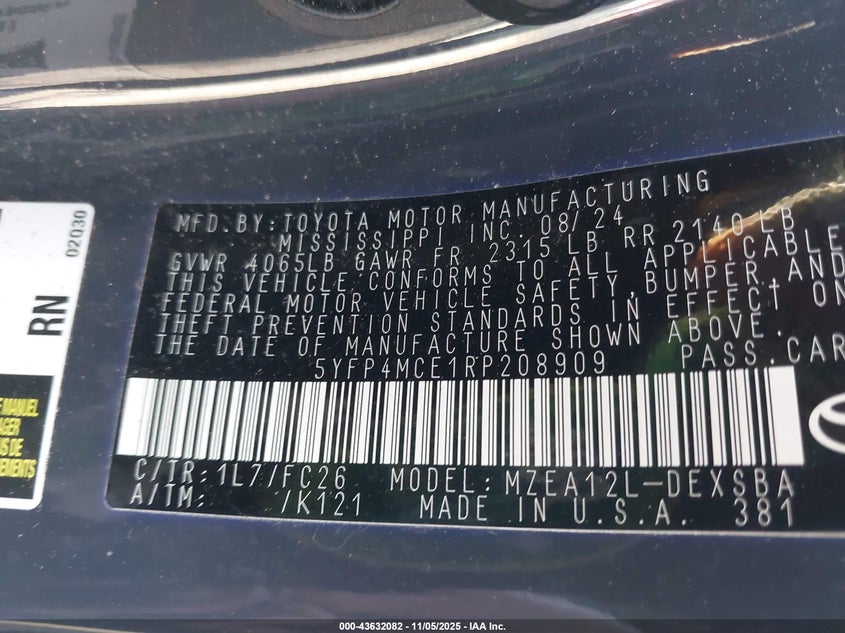 MFD. BY: TOYOTA MOTOR MANUFACTURING
MISSISSIPPI INC. 08/24
GVWR 4065LB GAWR FR 2315 LB RR 2140 LB
THIS VEHICLE CONFORMS TO ALL APPLICABLE
FEDERAL MOTOR VEHICLE SAFETY, BUMPER, AND
THEFT PREVENTION STANDARDS IN EFFECT ON
THE DATE OF MANUFACTURE SHOWN ABOVE.
5YFP4MCE1RP208909 PASS. CAR
C/TR: 1L7/FC26 MODEL: MZEA12L-DEXSBA
A/TM: /K121 MADE IN U.S.A. 381
02030
RN
MANUEL
US DE
000-43632082 - 11/05/2025 - IAA Inc.